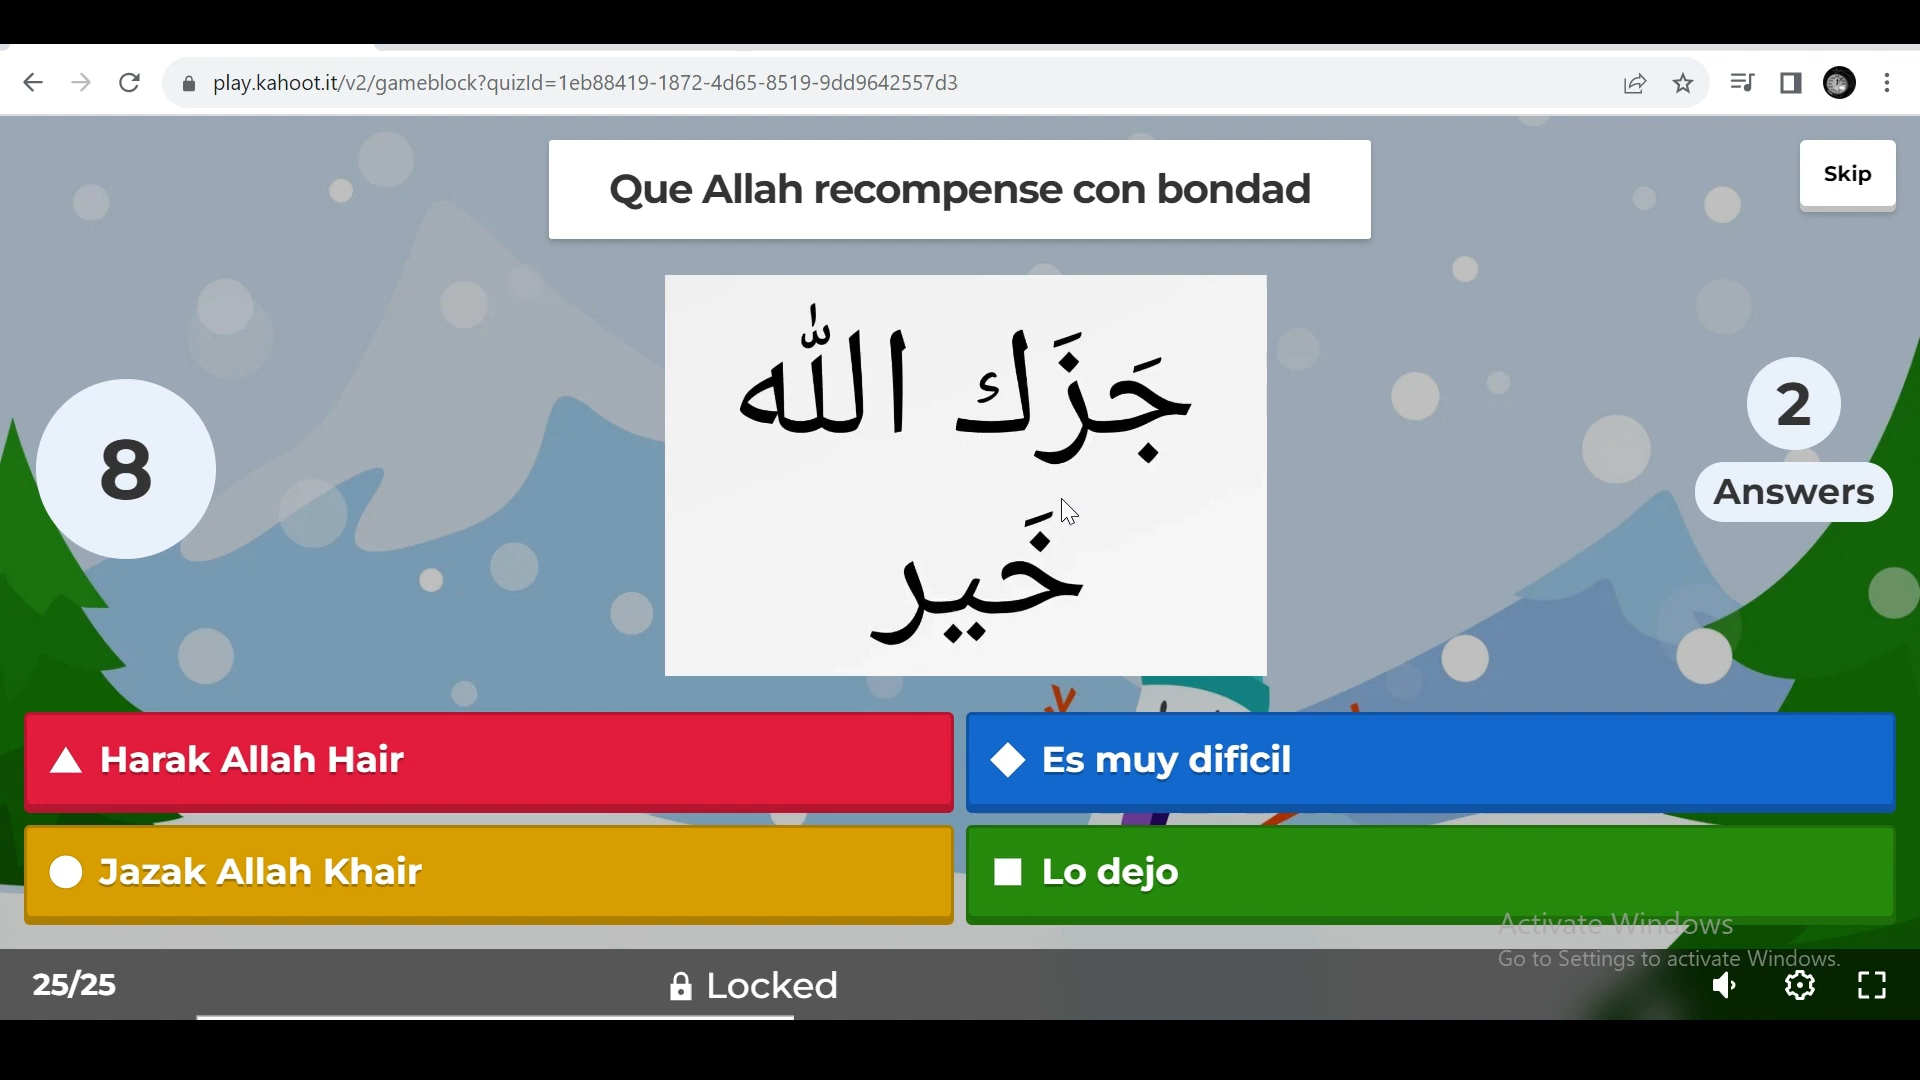 play.kahoot.it/v2/gameblock?quizId=1eb88419-1872-4d65-8519-9dd9642557d3
Que Allah recompense con bondad
Skip
جَزَك الله
خَير
8
2
Answers
Harak Allah Hair
Es muy dificil
Jazak Allah Khair
Lo dejo
Activate Windows
Go to Settings to activate Windows.
25/25
Locked